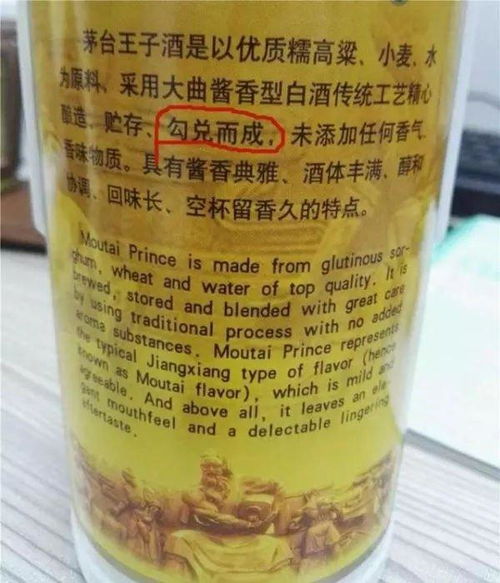 茅台王子酒是以优质糯高粱、小麦、水
为原料、采用大曲酱香型白酒传统工艺精心
酿造、贮存、勾兑而成，未添加任何香气、
香味物质。具有酱香典雅、酒体丰满、醇和
协调、回味长、空杯留香久的特点。
Moutai Prince is made from glutinous sor-
ghum, wheat and water of top quality. It is
brewed, stored and blended with great care
by using traditional process with no added
aroma substances. Moutai Prince represents
the typical Jiangxiang type of flavor (hence
known as Moutai flavor), which is mild and
agreeable. And above all, it leaves an ele-
gant mouthfeel and a delectable lingering
aftertaste.